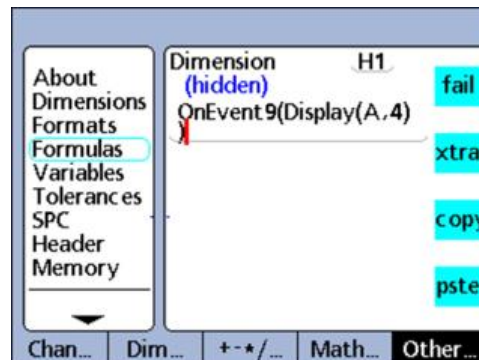 About
Dimensions
Formats
Formulas
Variables
Tolerances
SPC
Header
Memory
Dimension H1
(hidden)
OnEvent9(Display(A,4)
)
fail
xtra
copy
pste
Chan... Dim... +-*/... Math... Other...